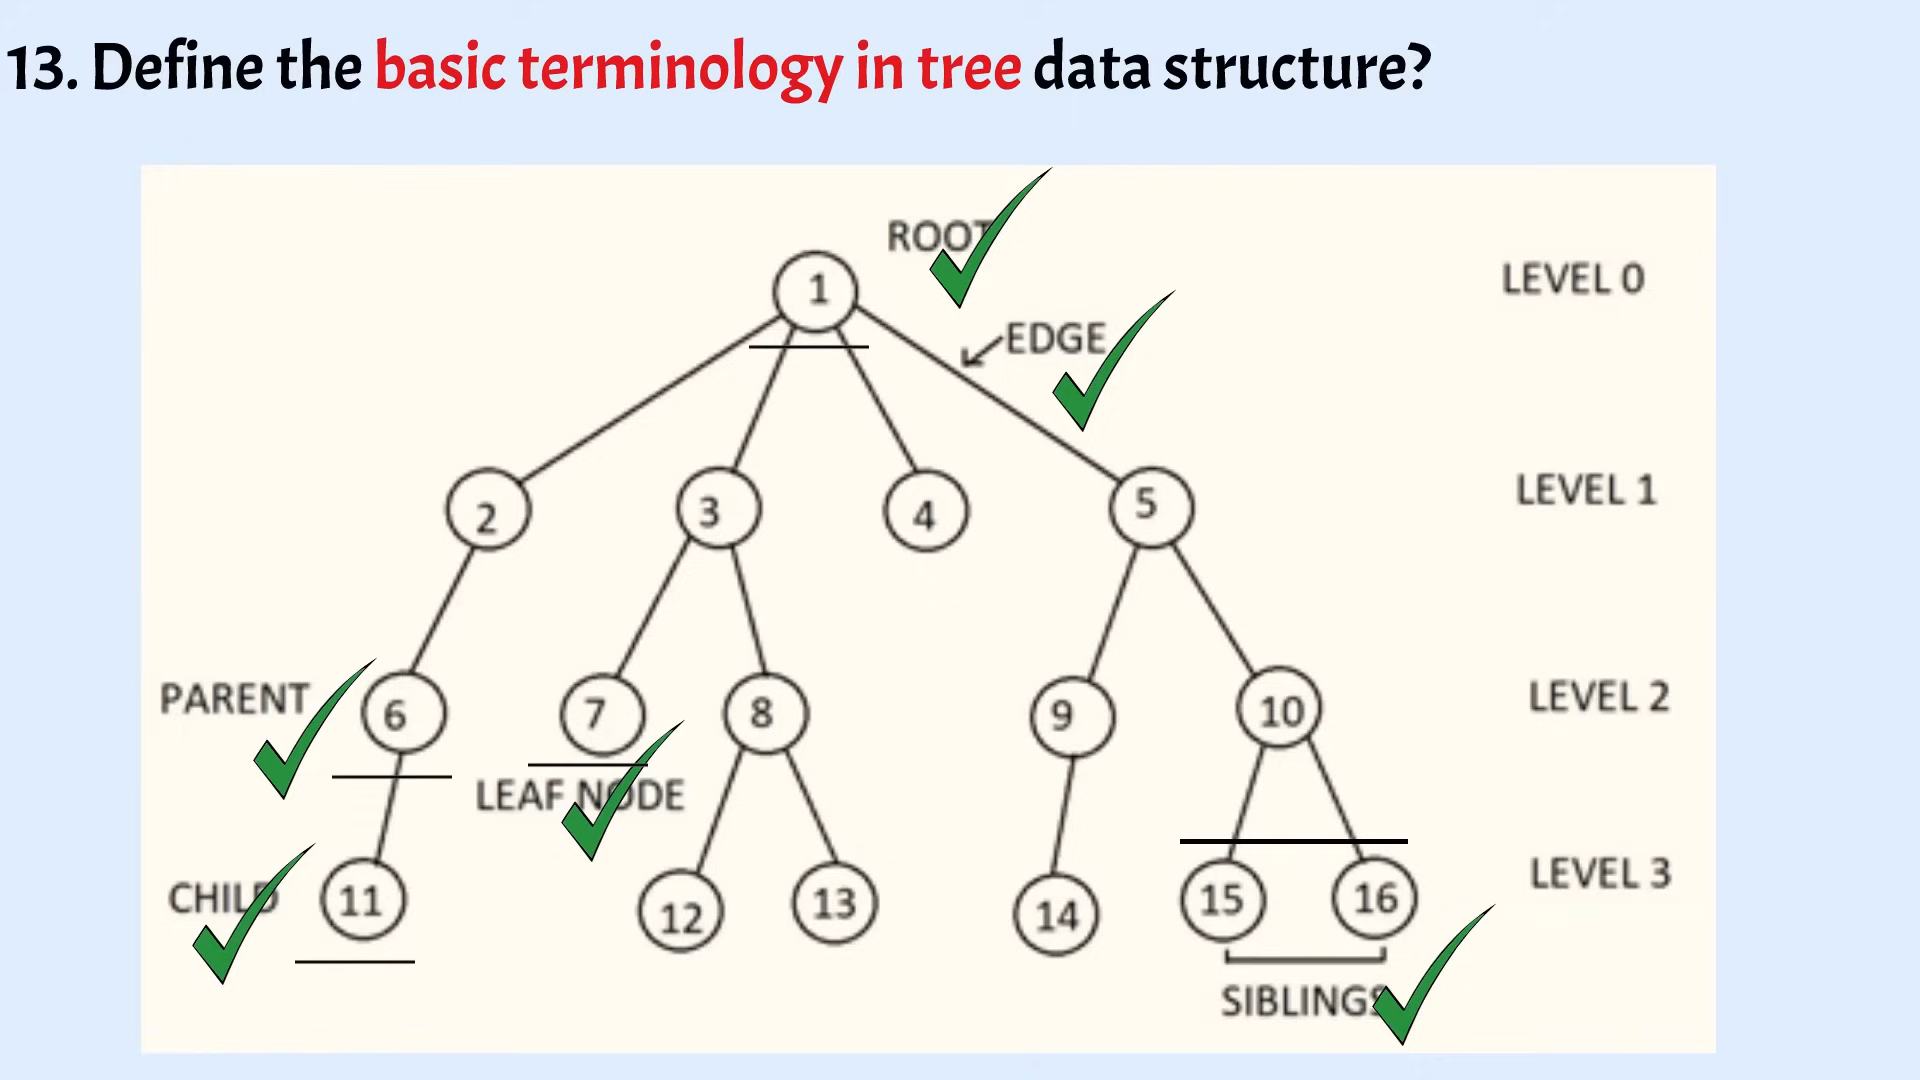 13. Define the basic terminology in tree data structure?
ROOT
1
LEVEL 0
EDGE
2
3
4
5
LEVEL 1
PARENT
6
7
8
9
10
LEVEL 2
LEAF NODE
CHILD
11
12
13
14
15
16
LEVEL 3
SIBLINGS